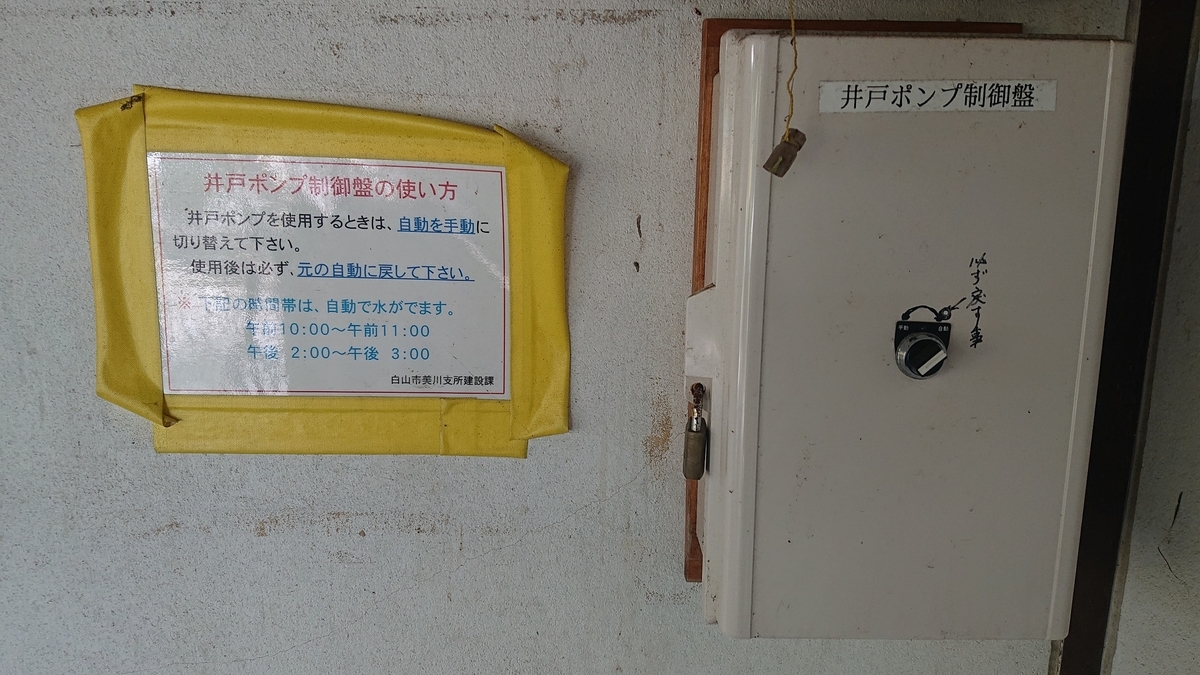 井戸ポンプ制御盤の使い方
井戸ポンプを使用するときは、自動を手動に
切り替えて下さい。
使用後は必ず、元の自動に戻して下さい。
※ 下記の時間帯は、自動で水がでます。
午前10:00～午前11:00
午後 2:00～午後 3:00
白山市美川支所建設課
井戸ポンプ制御盤
必ず戻す事
手動 自動